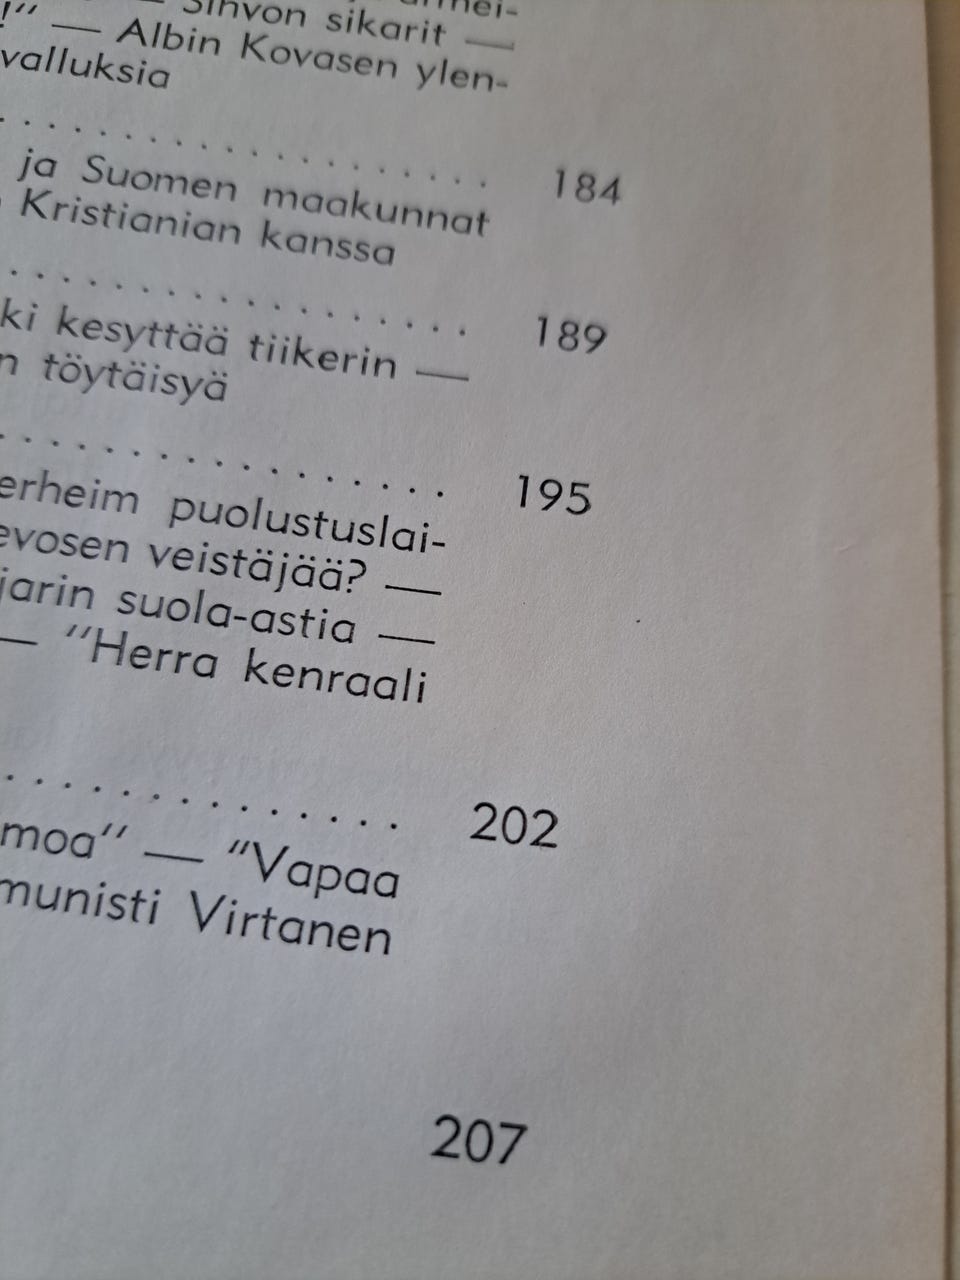 — Sihvon sikarit —
!" — Albin Kovasen ylen-
valluksia
. . . . . . . . . . . . . . . . . . . 184
ja Suomen maakunnat
Kristianian kanssa
. . . . . . . . . . . . . . . . . . 189
ki kesyttää tiikerin —
n töytäisyä
. . . . . . . . . . . . . . . . . 195
erheim puolustuslai-
evosen veistäjää? —
jarin suola-astia —
— "Herra kenraali
. . . . . . . . . . . . . . 202
moa" — "Vapaa
munisti Virtanen
207